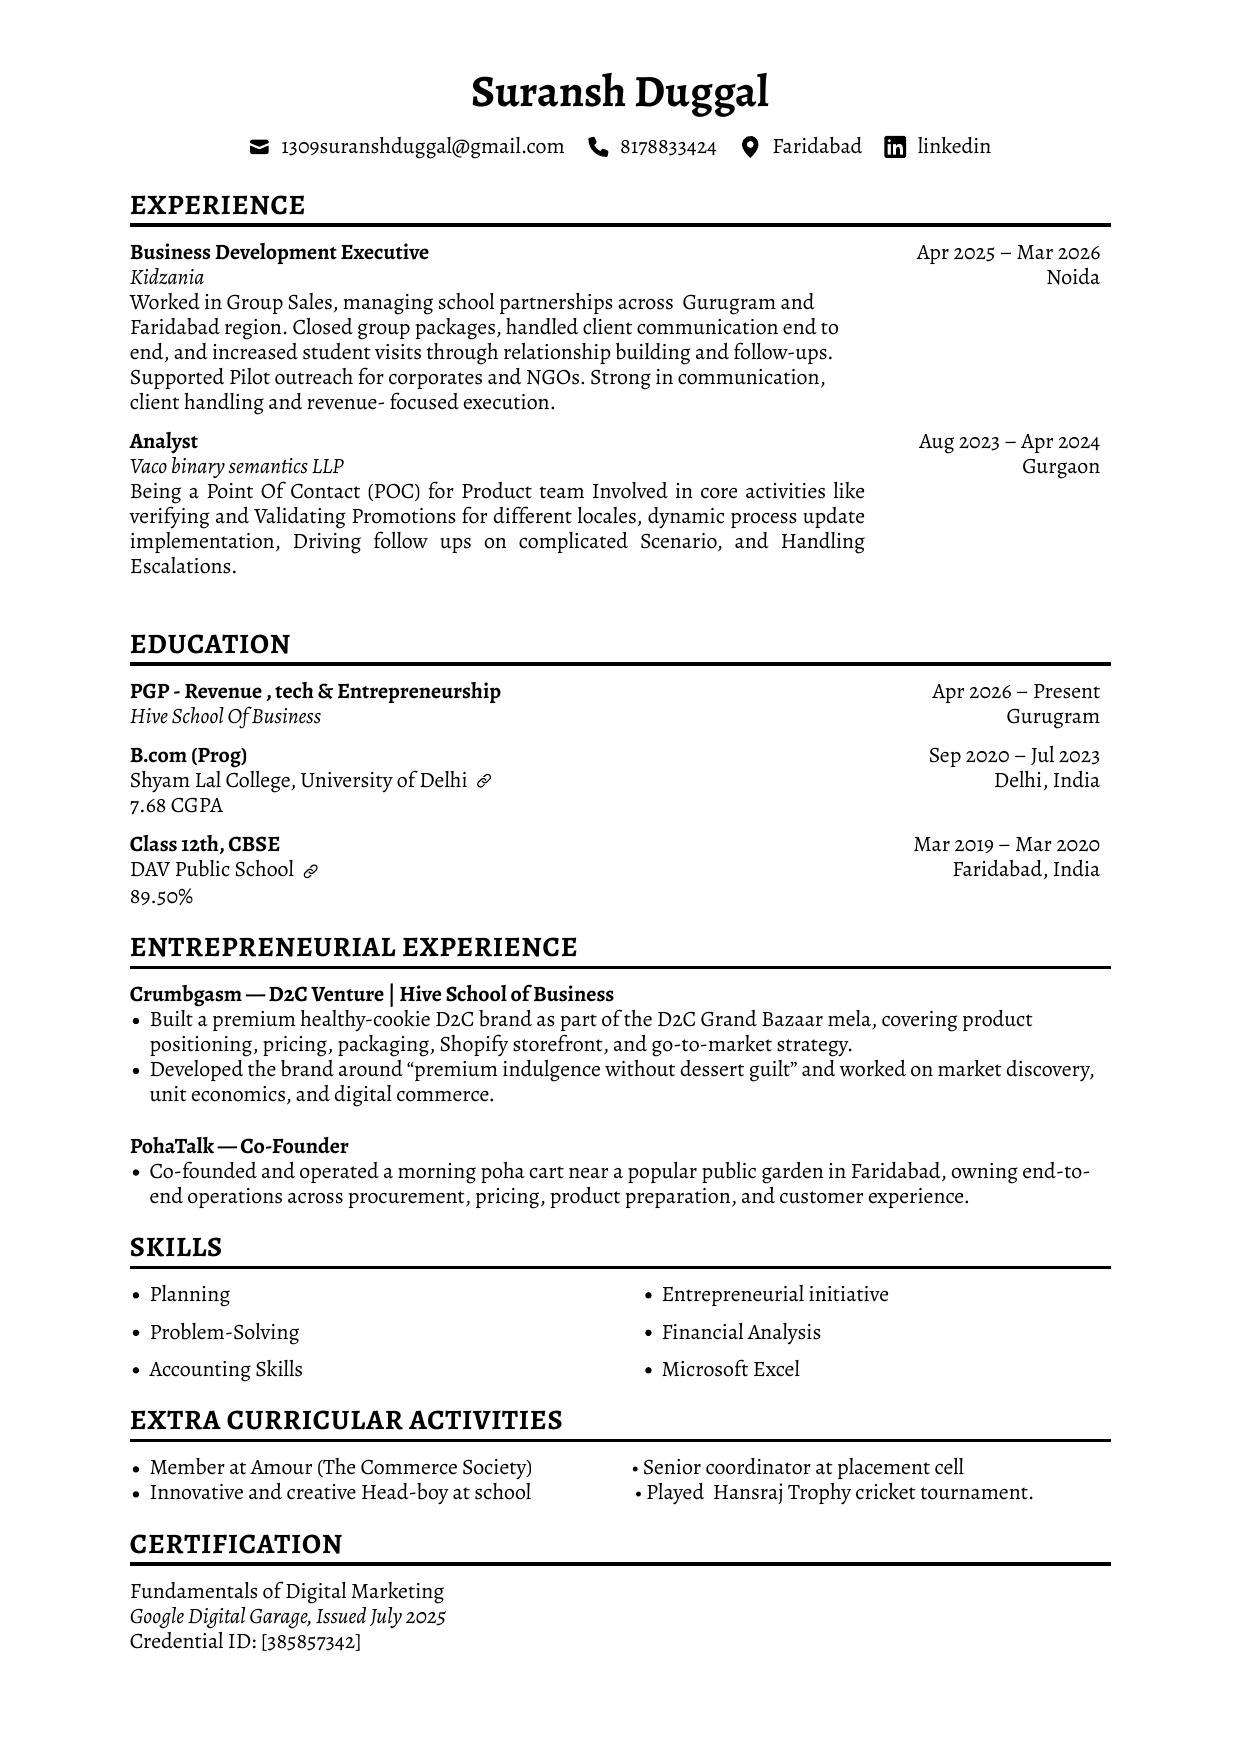 Suransh Duggal
1309suranshduggal@gmail.com 8178833424 Faridabad linkedin
EXPERIENCE
Business Development Executive Apr 2025 – Mar 2026
Kidzania Noida
Worked in Group Sales, managing school partnerships across  Gurugram and
Faridabad region. Closed group packages, handled client communication end to
end, and increased student visits through relationship building and follow-ups.
Supported Pilot outreach for corporates and NGOs. Strong in communication,
client handling and revenue- focused execution.
Analyst Aug 2023 – Apr 2024
Vaco binary semantics LLP Gurgaon
Being a Point Of Contact (POC) for Product team Involved in core activities like
verifying and Validating Promotions for different locales, dynamic process update
implementation, Driving follow ups on complicated Scenario, and Handling
Escalations.
EDUCATION
PGP - Revenue , tech & Entrepreneurship Apr 2026 – Present
Hive School Of Business Gurugram
B.com (Prog) Sep 2020 – Jul 2023
Shyam Lal College, University of Delhi Delhi, India
7.68 CGPA
Class 12th, CBSE Mar 2019 – Mar 2020
DAV Public School Faridabad, India
89.50%
ENTREPRENEURIAL EXPERIENCE
Crumbgasm — D2C Venture | Hive School of Business
• Built a premium healthy-cookie D2C brand as part of the D2C Grand Bazaar mela, covering product
positioning, pricing, packaging, Shopify storefront, and go-to-market strategy.
• Developed the brand around “premium indulgence without dessert guilt” and worked on market discovery,
unit economics, and digital commerce.
PohaTalk — Co-Founder
• Co-founded and operated a morning poha cart near a popular public garden in Faridabad, owning end-to-
end operations across procurement, pricing, product preparation, and customer experience.
SKILLS
• Planning • Entrepreneurial initiative
• Problem-Solving • Financial Analysis
• Accounting Skills • Microsoft Excel
EXTRA CURRICULAR ACTIVITIES
• Member at Amour (The Commerce Society) • Senior coordinator at placement cell
• Innovative and creative Head-boy at school • Played  Hansraj Trophy cricket tournament.
CERTIFICATION
Fundamentals of Digital Marketing
Google Digital Garage, Issued July 2025
Credential ID: [385857342]